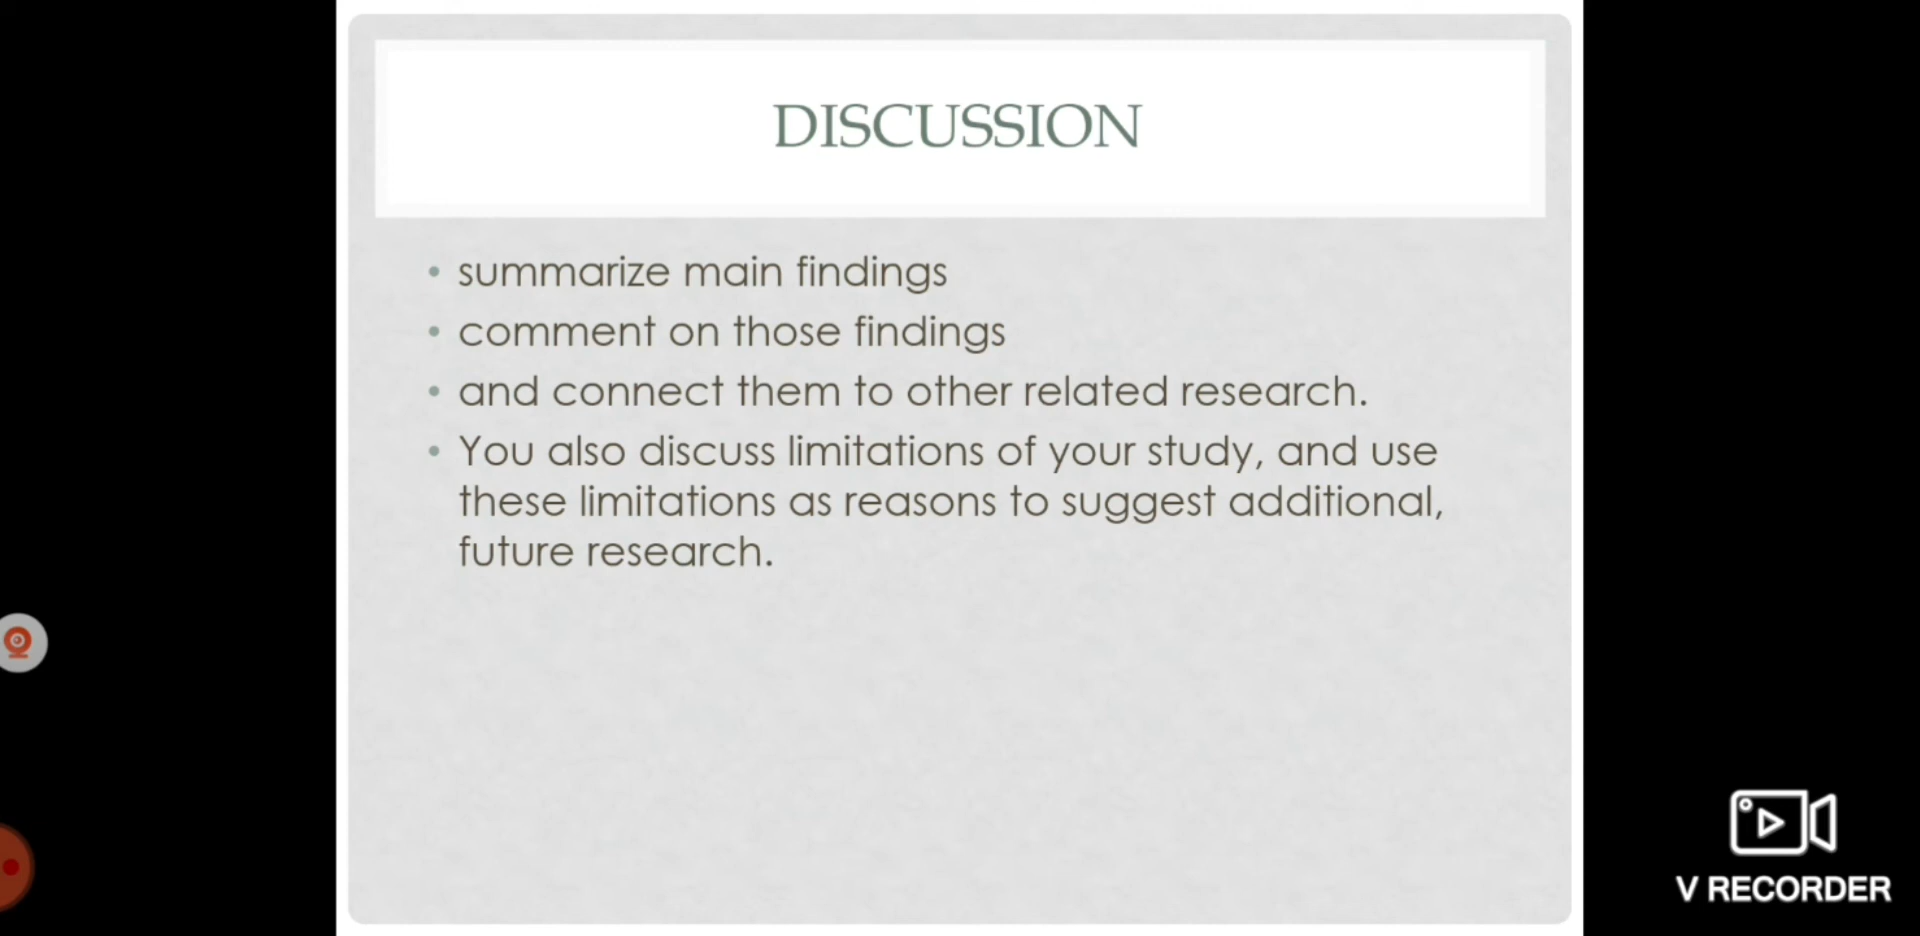 DISCUSSION
• summarize main findings
• comment on those findings
• and connect them to other related research.
• You also discuss limitations of your study, and use
these limitations as reasons to suggest additional,
future research.
V RECORDER